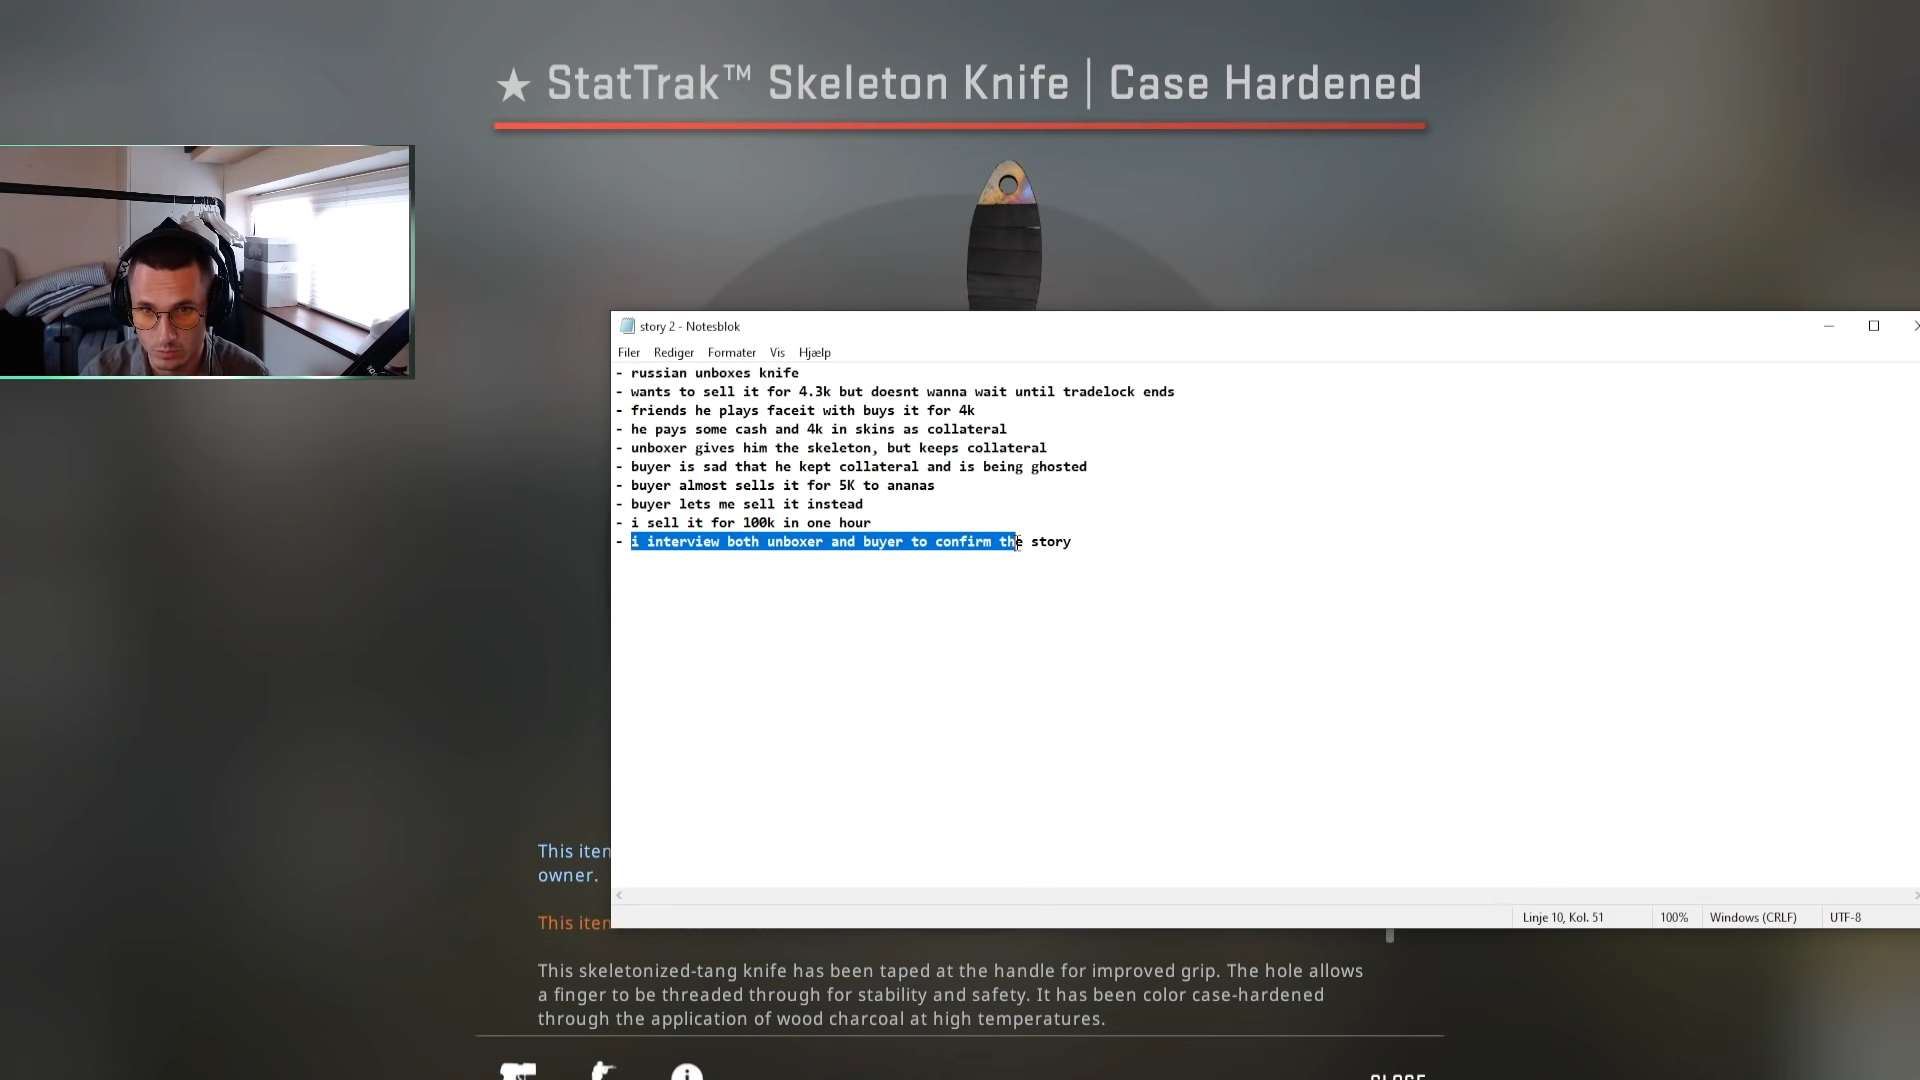 ★ StatTrak™ Skeleton Knife | Case Hardened
story 2 - Notesblok
Filer Rediger Formater Vis Hjælp
- russian unboxes knife
- wants to sell it for 4.3k but doesnt wanna wait until tradelock ends
- friends he plays faceit with buys it for 4k
- he pays some cash and 4k in skins as collateral
- unboxer gives him the skeleton, but keeps collateral
- buyer is sad that he kept collateral and is being ghosted
- buyer almost sells it for 5K to ananas
- buyer lets me sell it instead
- i sell it for 100k in one hour
- i interview both unboxer and buyer to confirm the story
This
owner.
This
Linje 10, Kol. 51 100% Windows (CRLF) UTF-8
This skeletonized-tang knife has been taped at the handle for improved grip. The hole allows
a finger to be threaded through for stability and safety. It has been color case-hardened
through the application of wood charcoal at high temperatures.
CLOSE